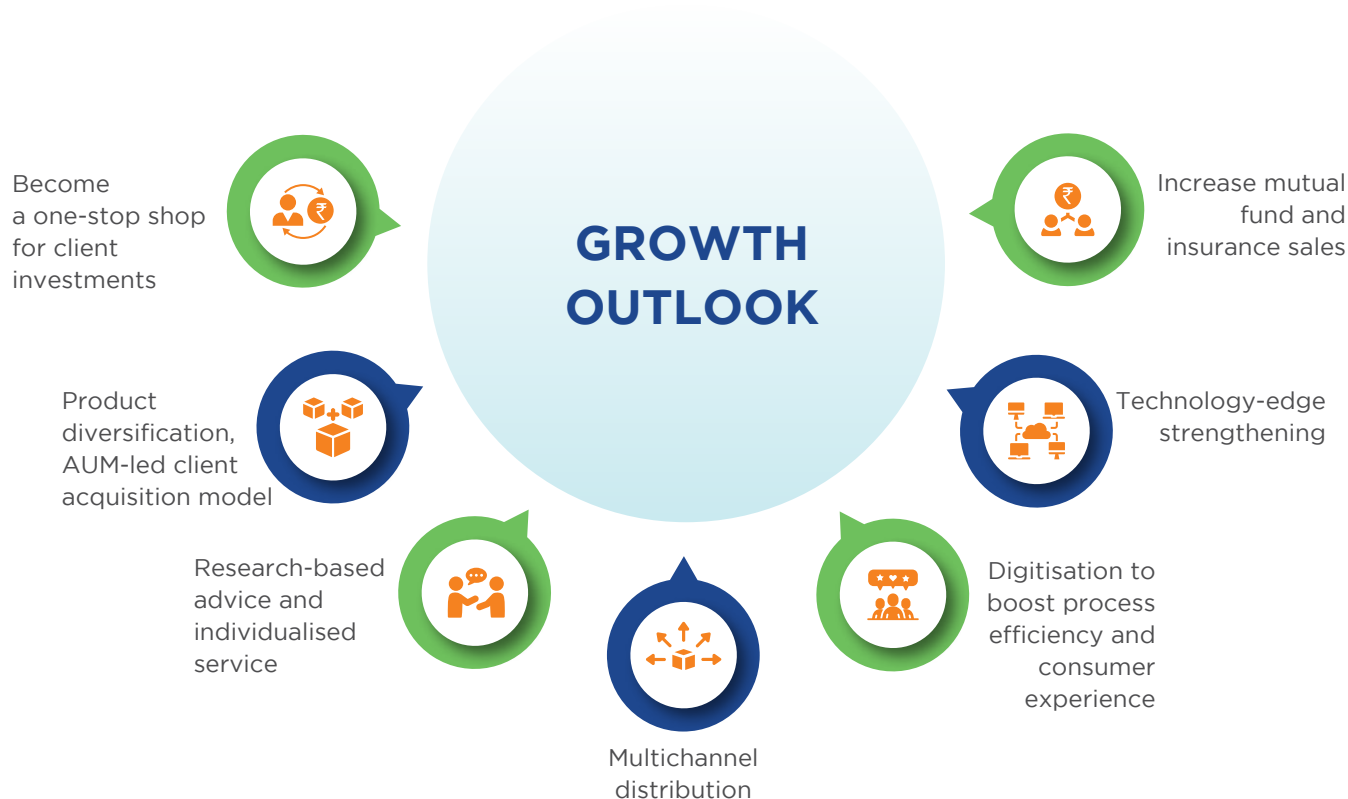 GROWTH
OUTLOOK
Become
a one-stop shop
for client
investments
Product
diversification,
AUM-led client
acquisition model
Research-based
advice and
individualised
service
Multichannel
distribution
Digitisation to
boost process
efficiency and
consumer
experience
Technology-edge
strengthening
Increase mutual
fund and
insurance sales
₹
₹